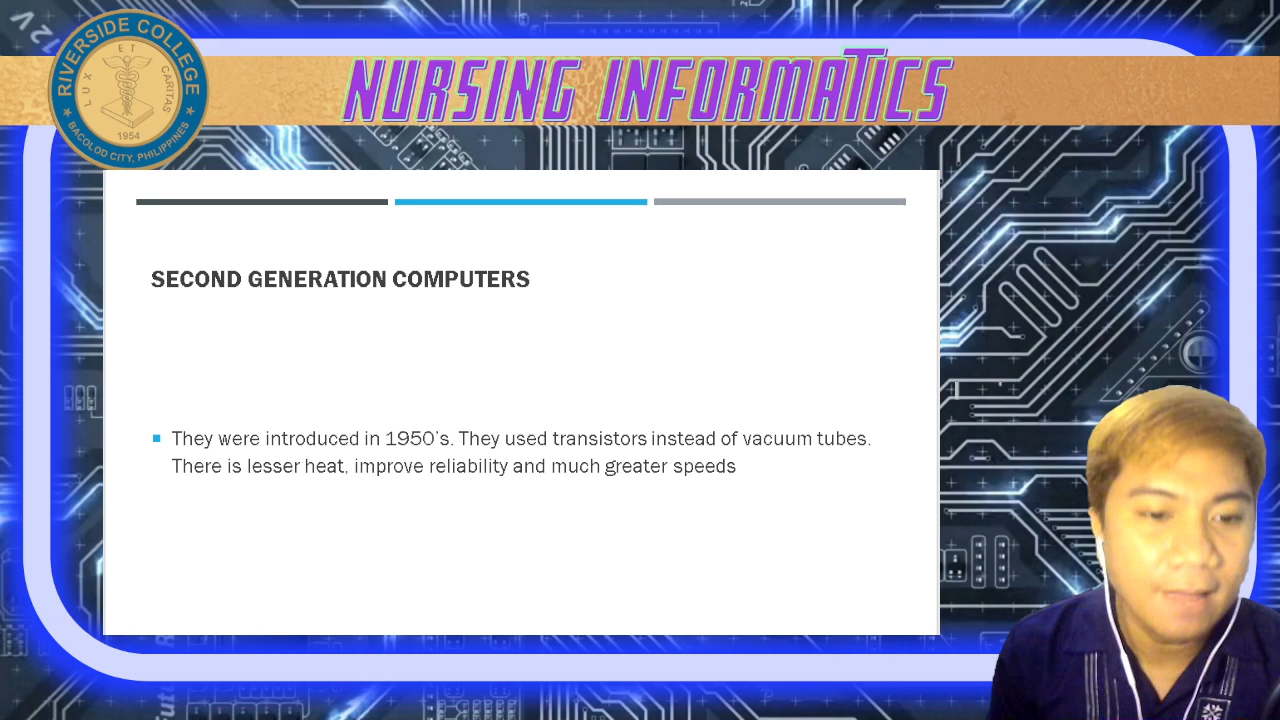 12V
RIVERSIDE COLLEGE
LUX ET CARITAS
1954
BACOLOD CITY, PHILIPPINES
NURSING INFORMATICS
SECOND GENERATION COMPUTERS
They were introduced in 1950's. They used transistors instead of vacuum tubes.
There is lesser heat, improve reliability and much greater speeds